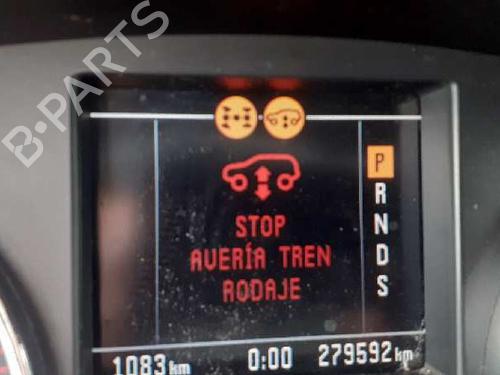 B-PARTS
P
R
N
D
S
STOP
AVERÍA TREN
RODAJE
1083 km
0:00
279592 km